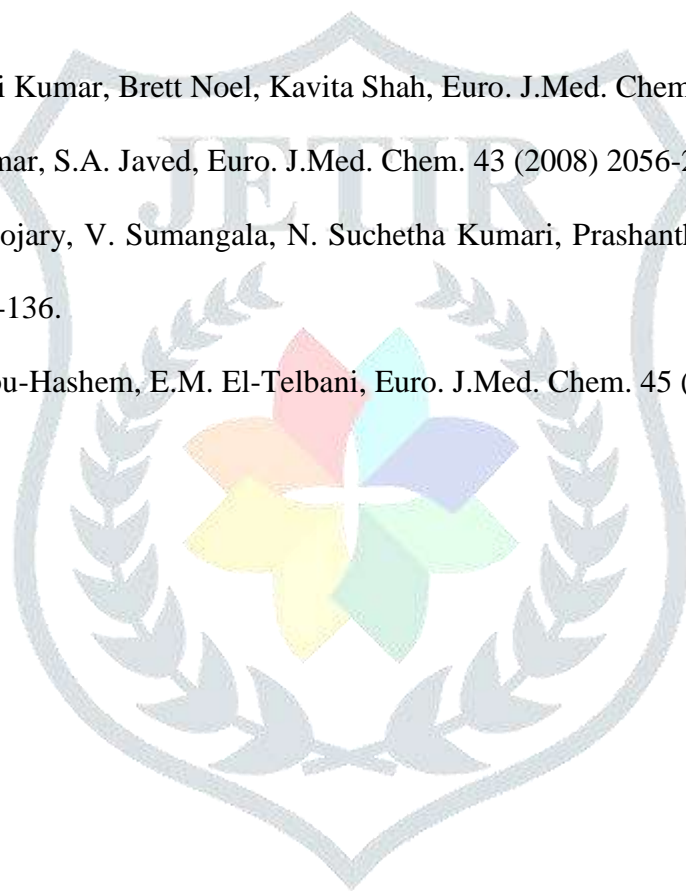 i Kumar, Brett Noel, Kavita Shah, Euro. J.Med. Chem
mar, S.A. Javed, Euro. J.Med. Chem. 43 (2008) 2056-2
ojary, V. Sumangala, N. Suchetha Kumari, Prashanth
-136.
ou-Hashem, E.M. El-Telbani, Euro. J.Med. Chem. 45 (
JETIR